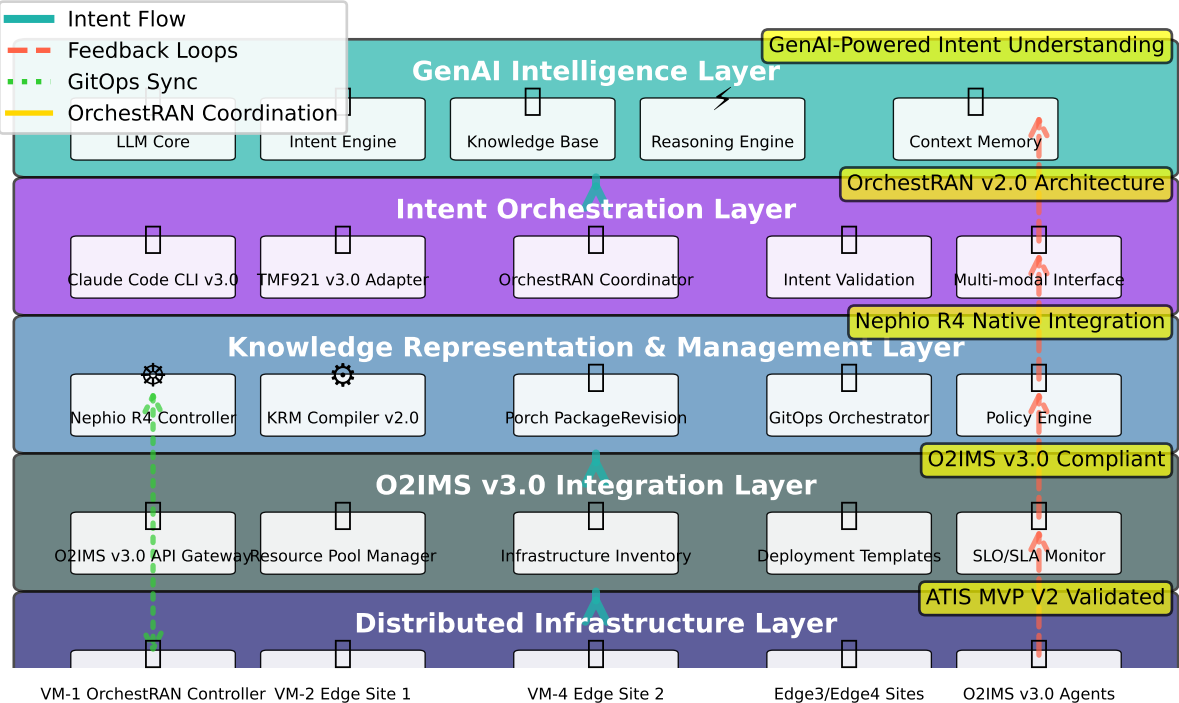 Intent Flow
Feedback Loops
GitOps Sync
OrchestRAN Coordination
GenAI-Powered Intent Understanding
GenAI Intelligence Layer
LLM Core
Intent Engine
Knowledge Base
Reasoning Engine
Context Memory
OrchestRAN v2.0 Architecture
Intent Orchestration Layer
Claude Code CLI v3.0
TMF921 v3.0 Adapter
OrchestRAN Coordinator
Intent Validation
Multi-modal Interface
Nephio R4 Native Integration
Knowledge Representation & Management Layer
Nephio R4 Controller
KRM Compiler v2.0
Porch PackageRevision
GitOps Orchestrator
Policy Engine
O2IMS v3.0 Compliant
O2IMS v3.0 Integration Layer
O2IMS v3.0 API Gateway
Resource Pool Manager
Infrastructure Inventory
Deployment Templates
SLO/SLA Monitor
ATIS MVP V2 Validated
Distributed Infrastructure Layer
VM-1 OrchestRAN Controller
VM-2 Edge Site 1
VM-4 Edge Site 2
Edge3/Edge4 Sites
O2IMS v3.0 Agents